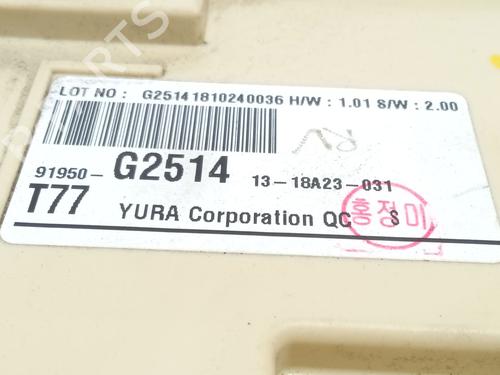 LOT NO : G25141810240036 H/W : 1.01 S/W : 2.00
91950-G2514 13-18A23-031
T77 YURA Corporation QC S
홍정미
PARTS